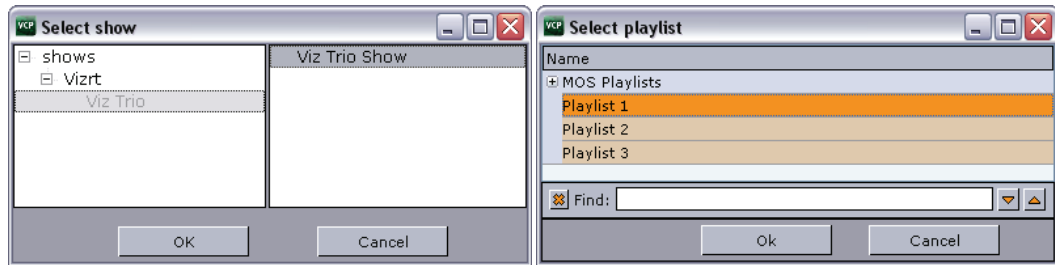 VCP Select show
shows
Vizrt
Viz Trio
Viz Trio Show
OK Cancel
VCP Select playlist
Name
MOS Playlists
Playlist 1
Playlist 2
Playlist 3
Find:
Ok Cancel